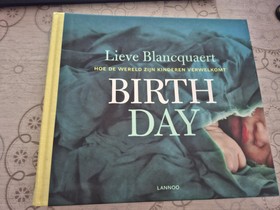 Lieve Blancquaert
HOE DE WERELD ZIJN KINDEREN VERWELKOMT
BIRTH
DAY
LANNOO